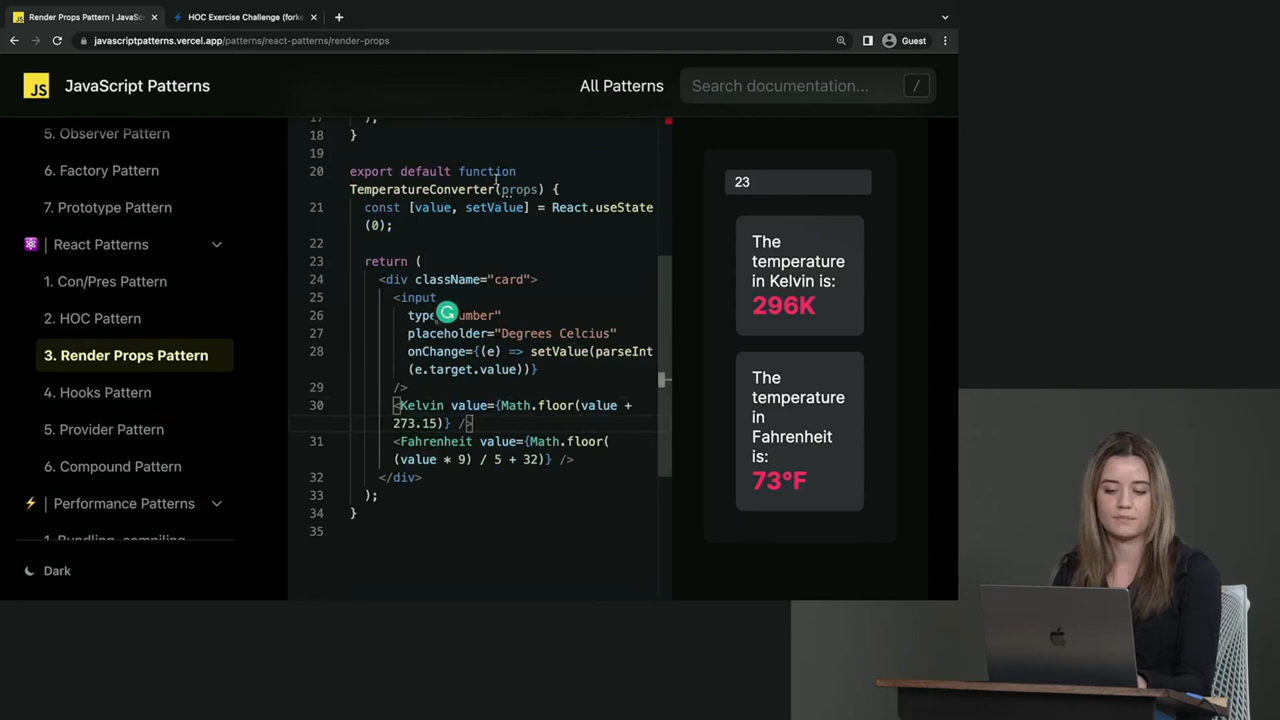 Render Props Pattern | JavaSc
HOC Exercise Challenge (forke
javascriptpatterns.vercel.app/patterns/react-patterns/render-props
Guest
JS
JavaScript Patterns
All Patterns
Search documentation...
/
5. Observer Pattern
6. Factory Pattern
7. Prototype Pattern
| React Patterns
1. Con/Pres Pattern
2. HOC Pattern
3. Render Props Pattern
4. Hooks Pattern
5. Provider Pattern
6. Compound Pattern
| Performance Patterns
1. Bundling, compiling,
Dark
17 );
18 }
19
20 export default function
TemperatureConverter(props) {
21 const [value, setValue] = React.useState
(0);
22
23 return (
24 <div className="card">
25 <input
26 type umber"
27 placeholder="Degrees Celcius"
28 onChange={(e) => setValue(parseInt
(e.target.value))}
29 />
30 <Kelvin value={Math.floor(value +
273.15)} />
31 <Fahrenheit value={Math.floor(
(value * 9) / 5 + 32)} />
32 </div>
33 );
34 }
35
23
The
temperature
in Kelvin is:
296K
The
temperature
in
Fahrenheit
is:
73°F